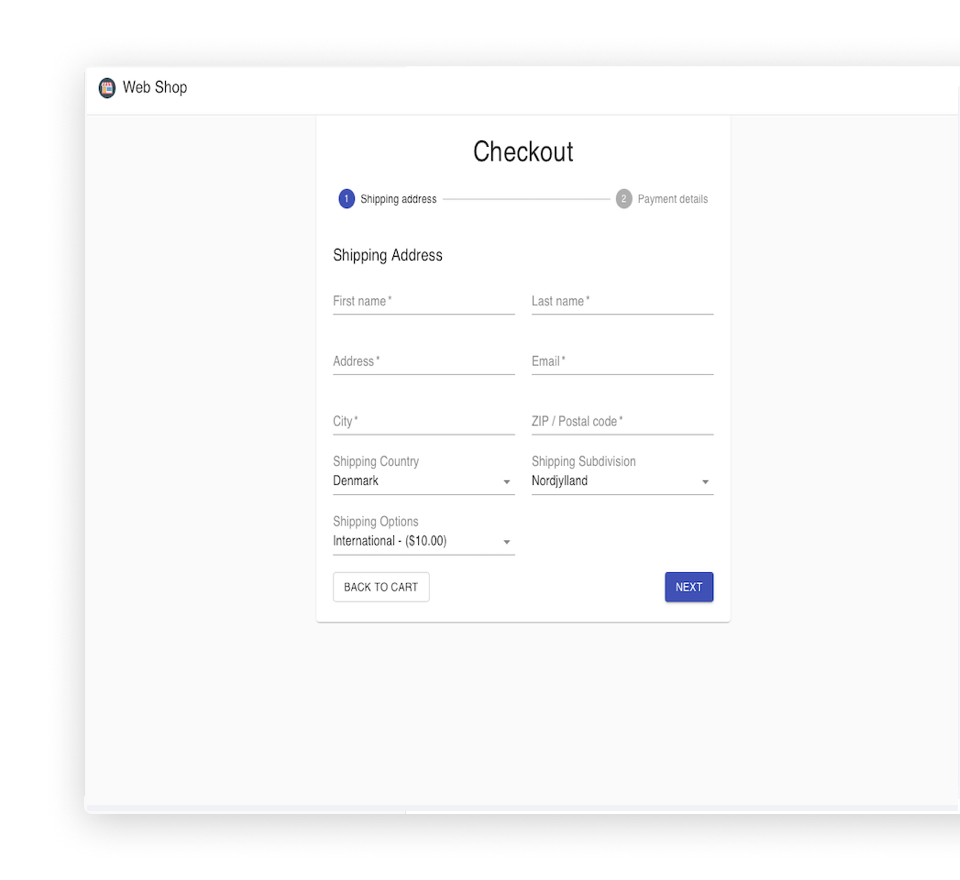 Web Shop
Checkout
1 Shipping address 2 Payment details
Shipping Address
First name * Last name *
Address * Email *
City * ZIP / Postal code *
Shipping Country Shipping Subdivision
Denmark Nordjylland
Shipping Options
International - ($10.00)
BACK TO CART NEXT